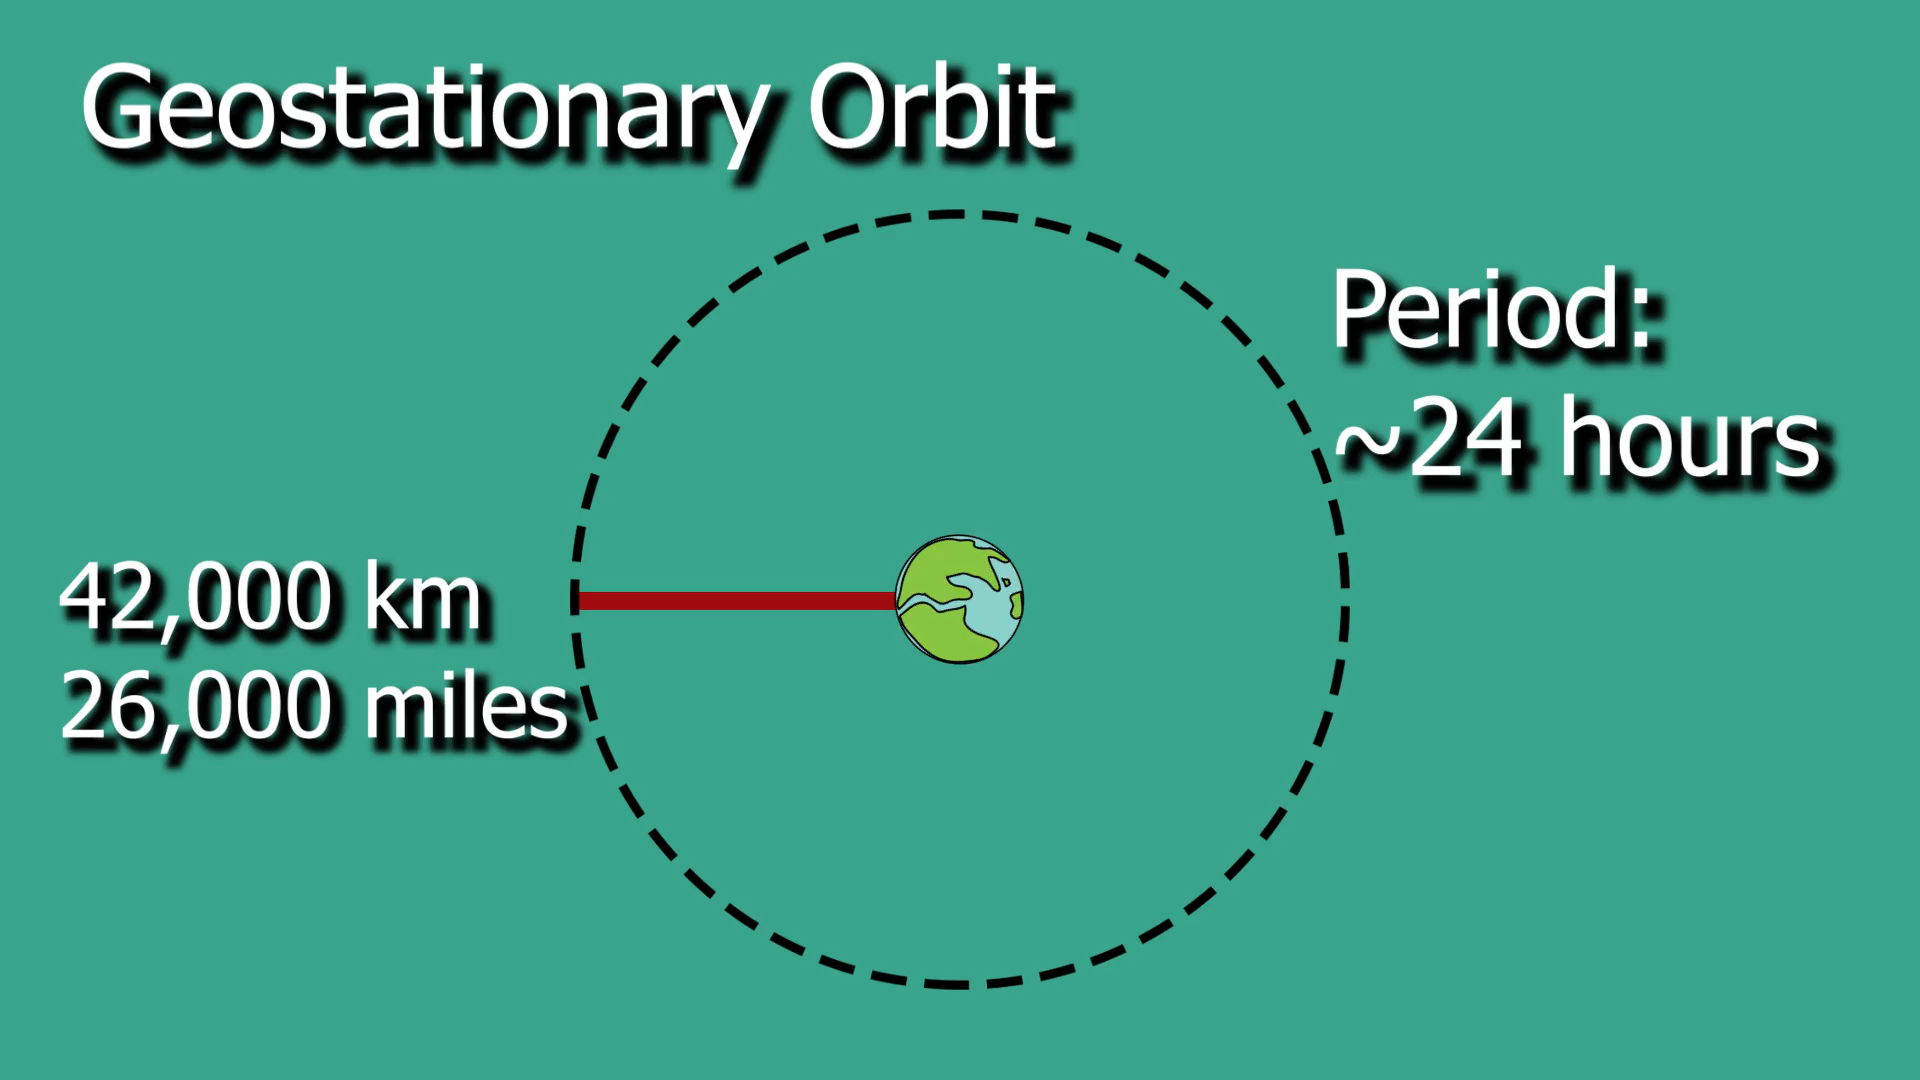 Geostationary Orbit
Period:
~24 hours
42,000 km
26,000 miles